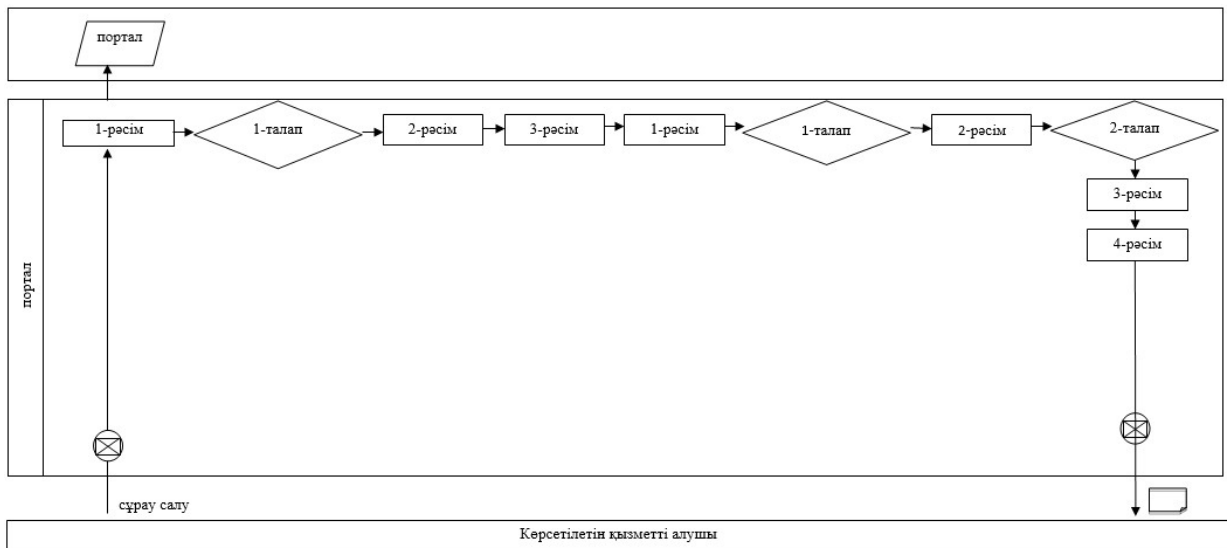 портал
1-рәсім
1-талап
2-рәсім
3-рәсім
1-рәсім
1-талап
2-рәсім
2-талап
3-рәсім
4-рәсім
портал
сұрау салу
Көрсетілетін қызметті алушы